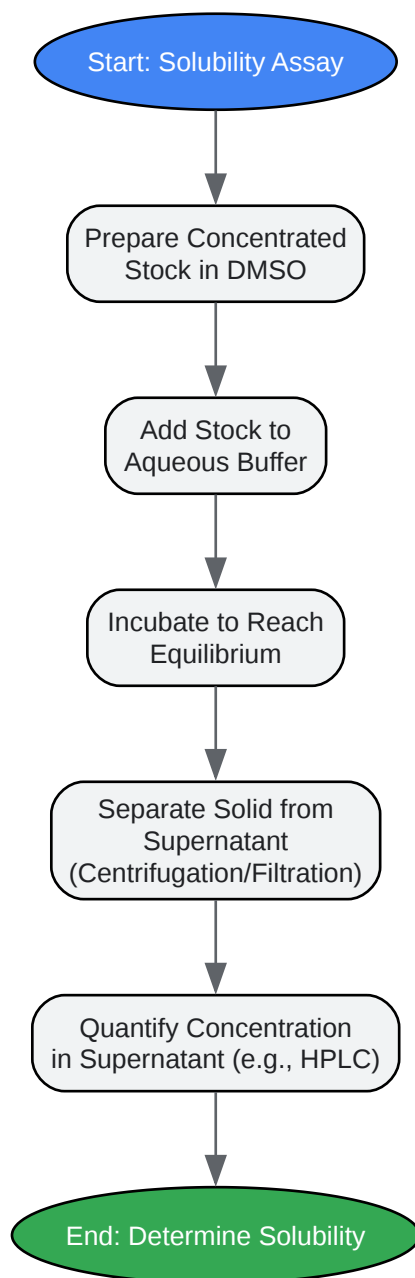 Start: Solubility Assay
Prepare Concentrated
Stock in DMSO
Add Stock to
Aqueous Buffer
Incubate to Reach
Equilibrium
Separate Solid from
Supernatant
(Centrifugation/Filtration)
Quantify Concentration
in Supernatant (e.g., HPLC)
End: Determine Solubility